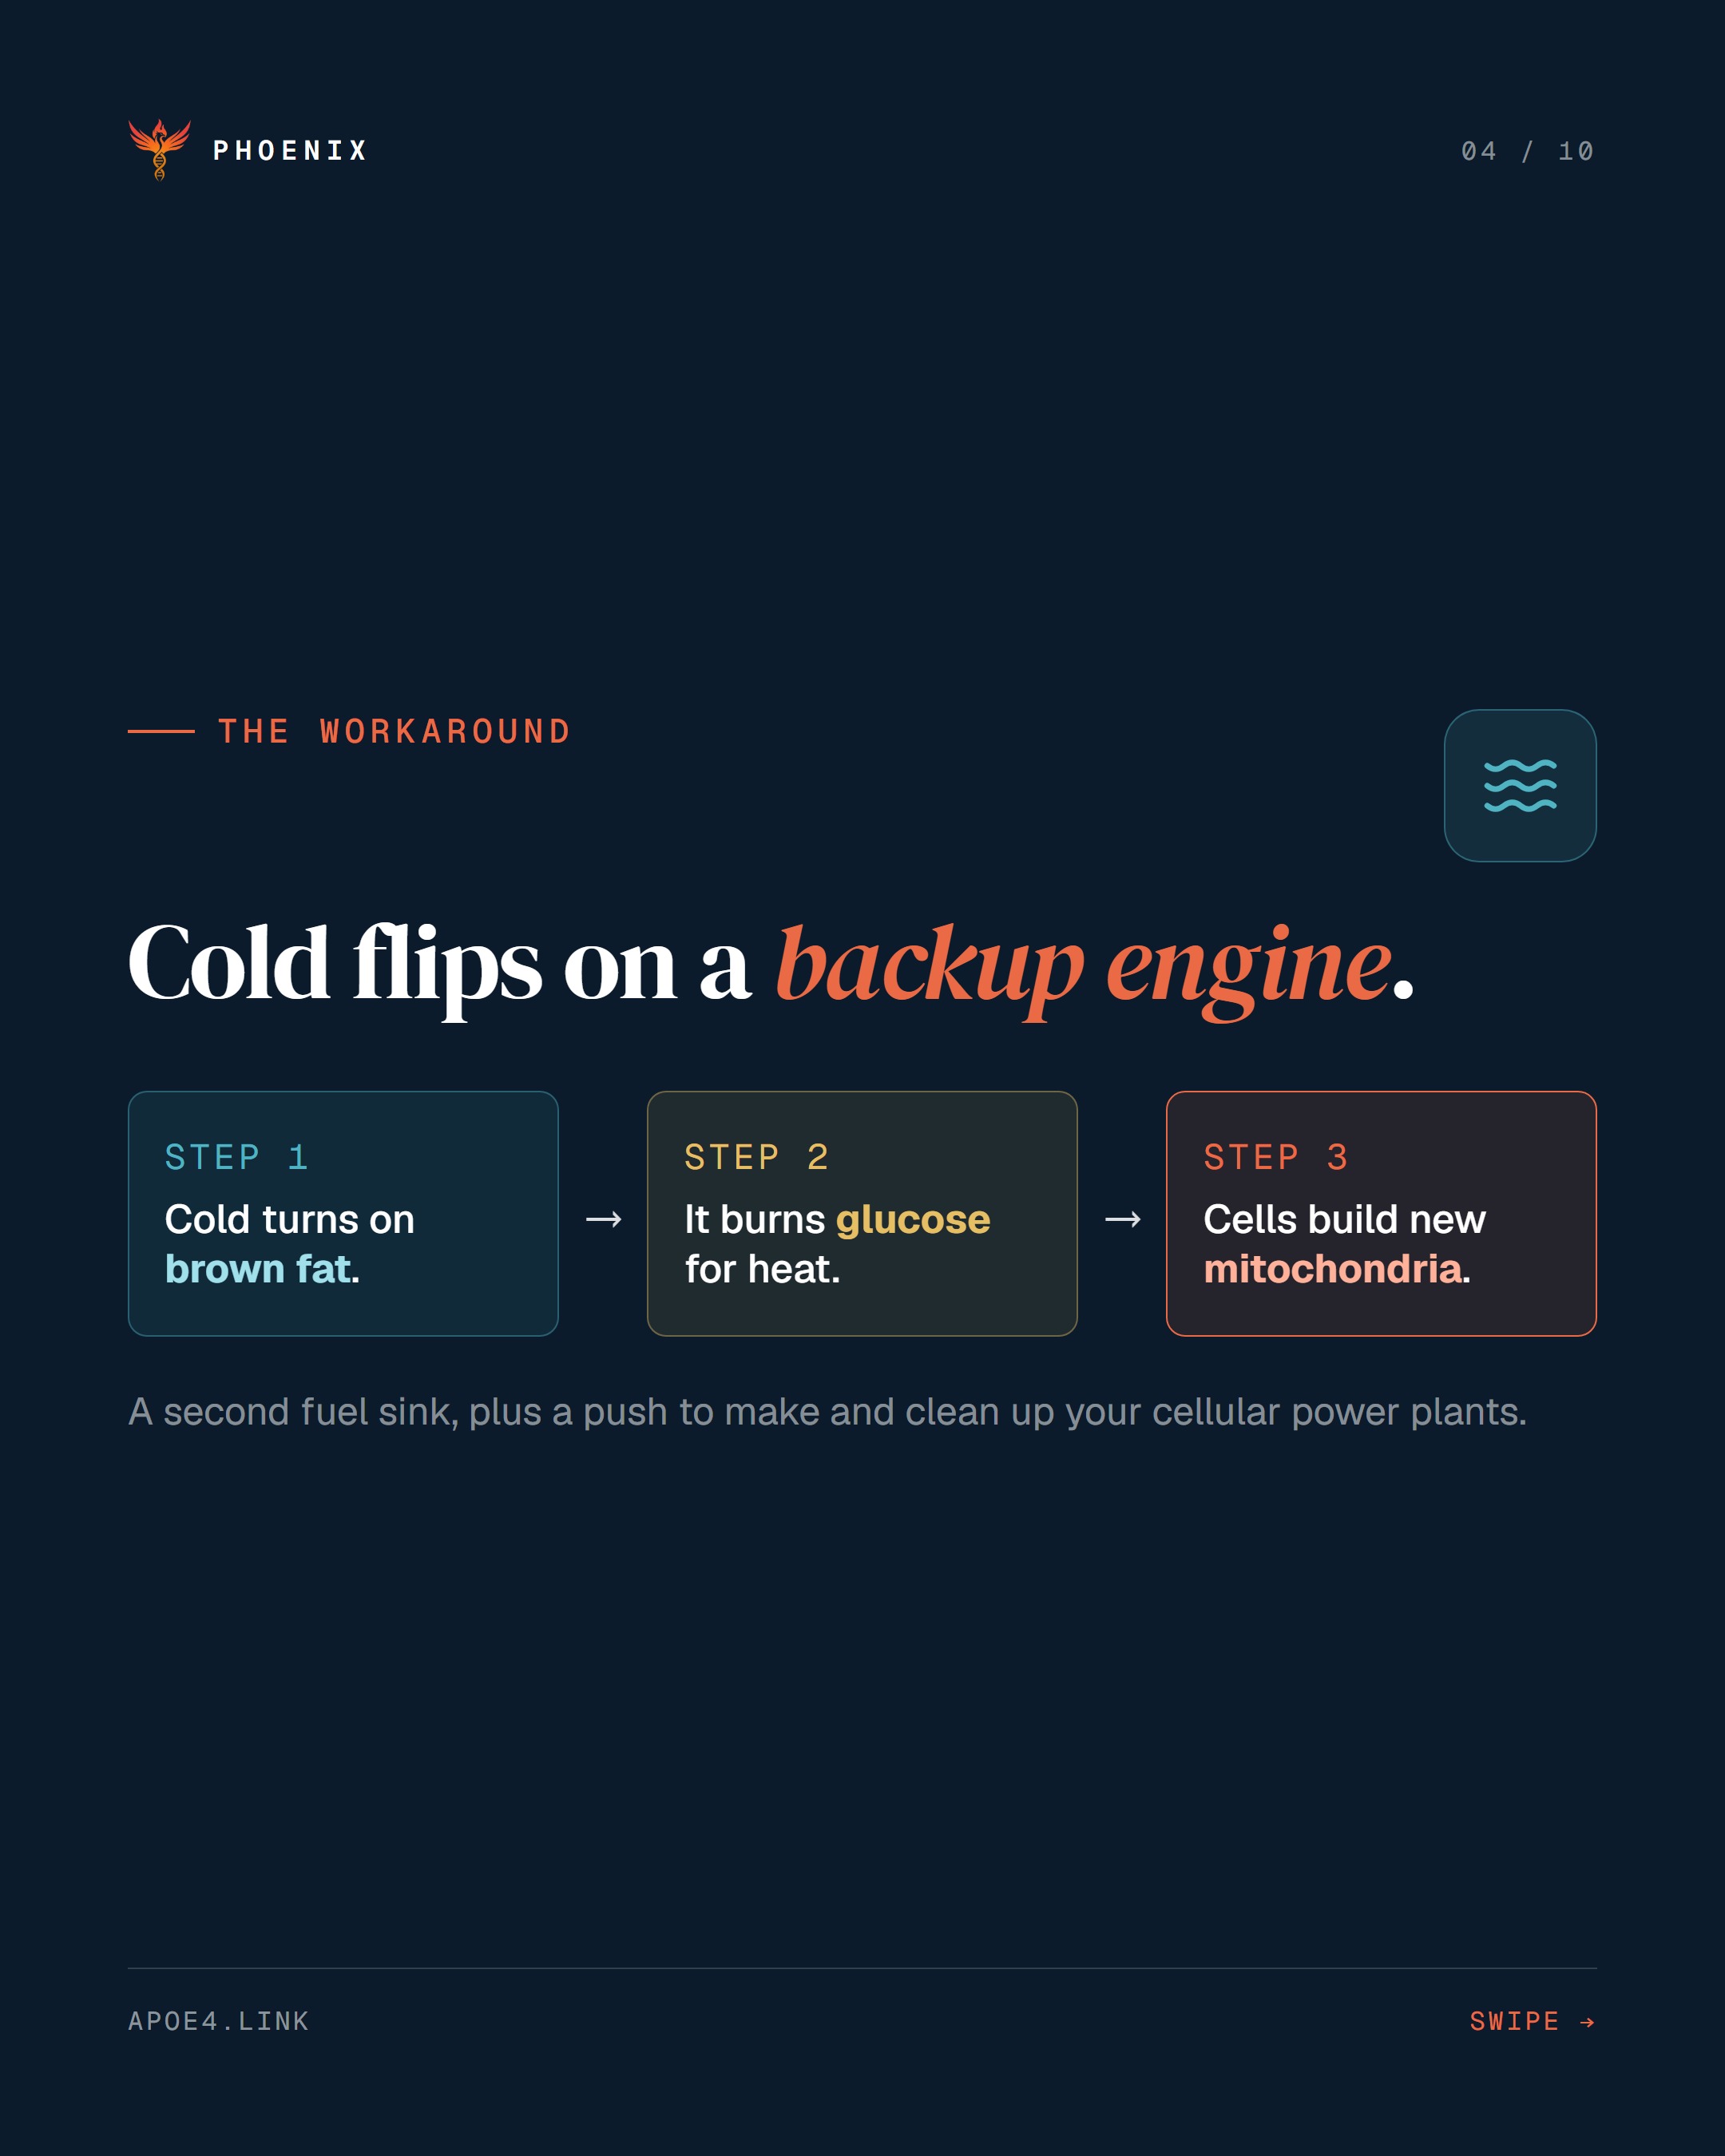 PHOENIX
04 / 10
THE WORKAROUND
Cold flips on a backup engine.
STEP 1
Cold turns on
brown fat.
→
STEP 2
It burns glucose
for heat.
→
STEP 3
Cells build new
mitochondria.
A second fuel sink, plus a push to make and clean up your cellular power plants.
APOE4.LINK
SWIPE →